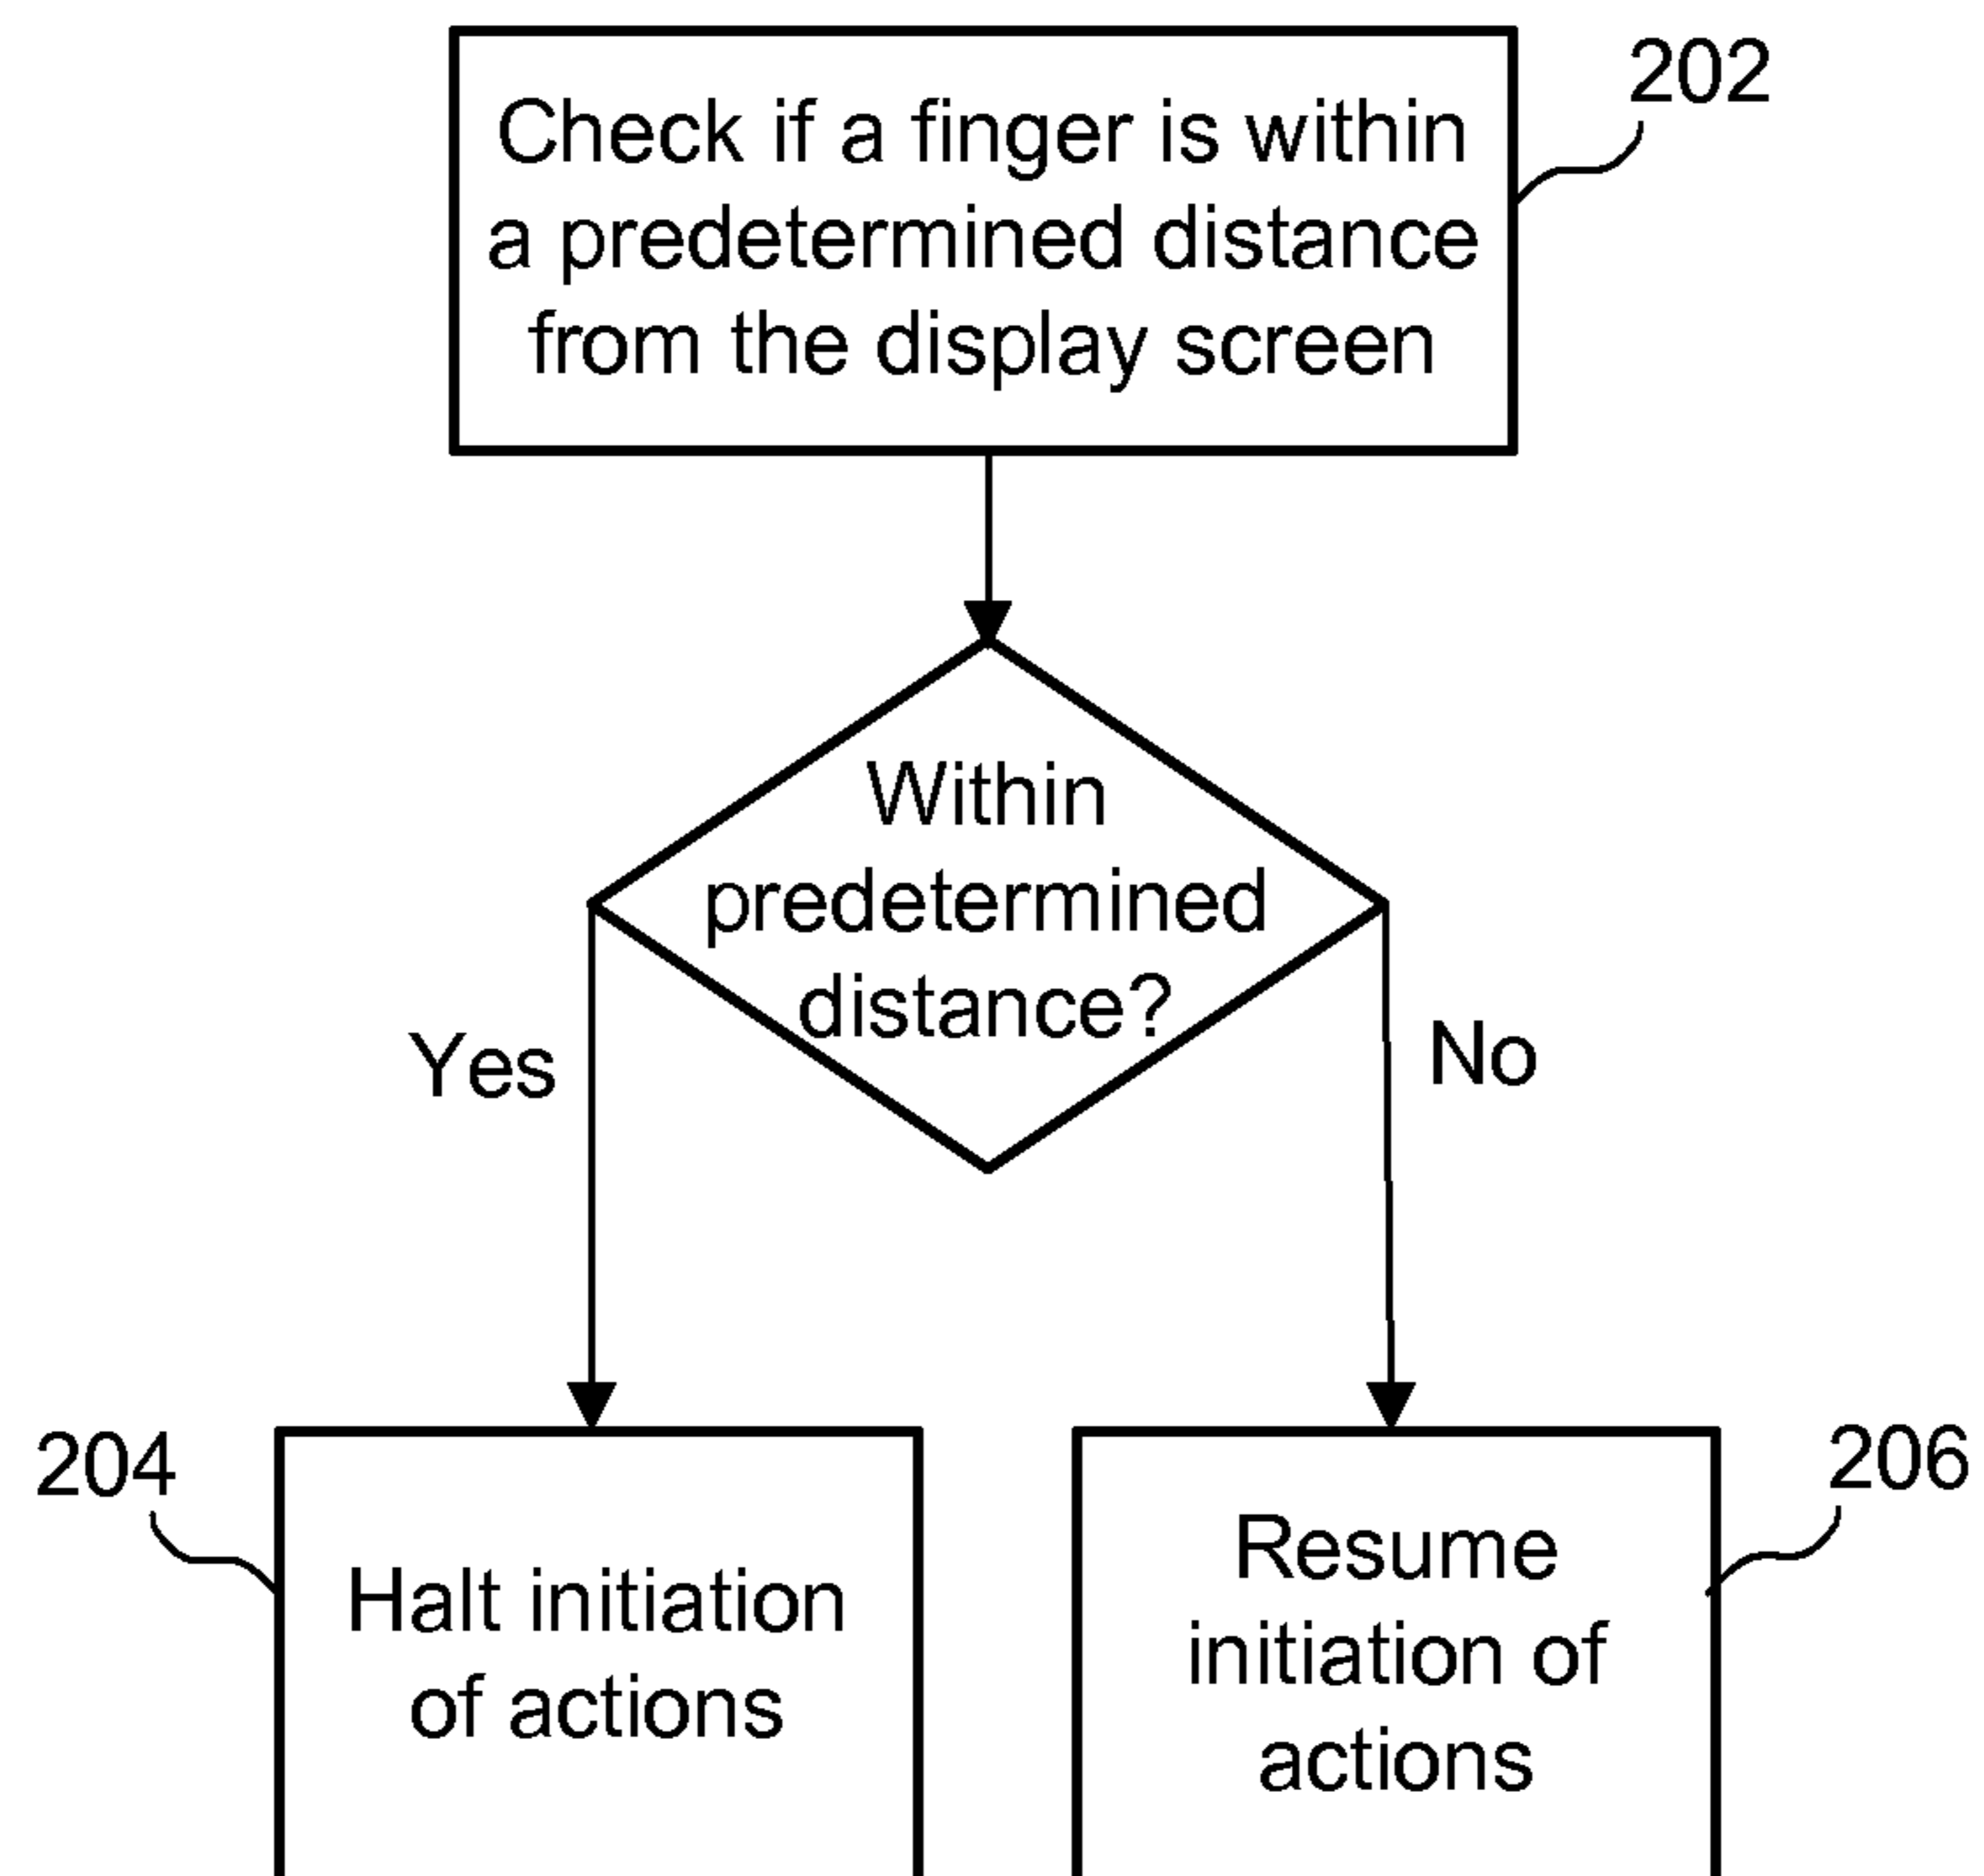 202
Check if a finger is within
a predetermined distance
from the display screen
Within
predetermined
distance?
Yes
No
204
Halt initiation
of actions
206
Resume
initiation of
actions